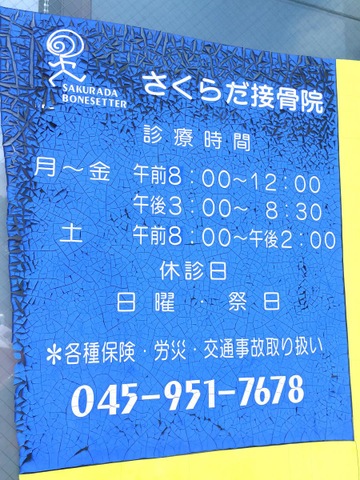 SAKURADA
BONESETTER
さくらだ接骨院
診療時間
月～金 午前8：00～12：00
午後3：00～ 8：30
土 午前8：00～午後2：00
休診日
日曜・祭日
＊各種保険・労災・交通事故取り扱い
045-951-7678